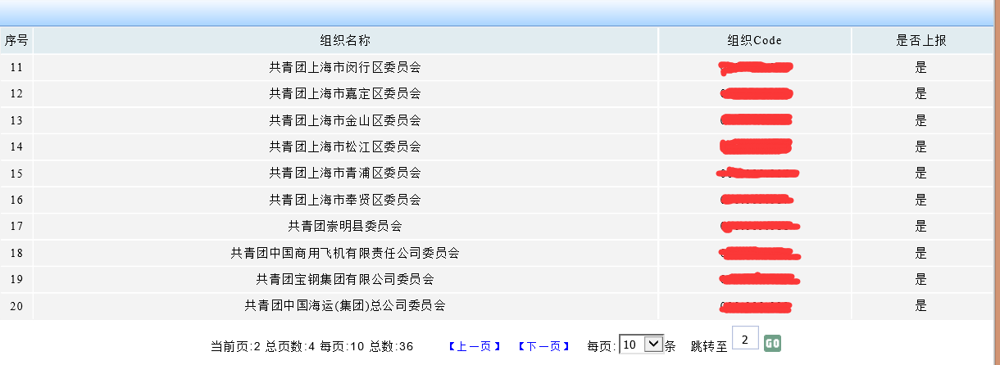 序号 组织名称 组织Code 是否上报
11 共青团上海市闵行区委员会 是
12 共青团上海市嘉定区委员会 是
13 共青团上海市金山区委员会 是
14 共青团上海市松江区委员会 是
15 共青团上海市青浦区委员会 是
16 共青团上海市奉贤区委员会 是
17 共青团崇明县委员会 是
18 共青团中国商用飞机有限责任公司委员会 是
19 共青团宝钢集团有限公司委员会 是
20 共青团中国海运(集团)总公司委员会 是
当前页:2 总页数:4 每页:10 总数:36 【上一页】 【下一页】 每页: 10 条 跳转至 2 GO